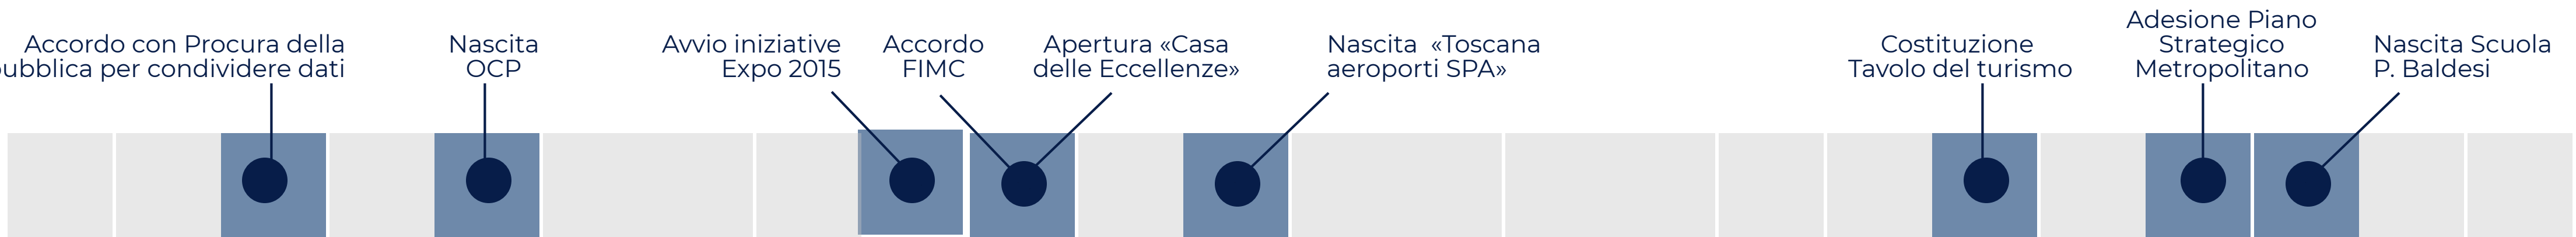 Accordo con Procura della
per condividere dati
Nascita
OCP
Avvio iniziative
Expo 2015
Accordo
FIMC
Apertura «Casa
delle Eccellenze»
Nascita «Toscana
aeroporti SPA»
Costituzione
Tavolo del turismo
Adesione Piano
Strategico
Metropolitano
Nascita Scuola
P. Baldesi